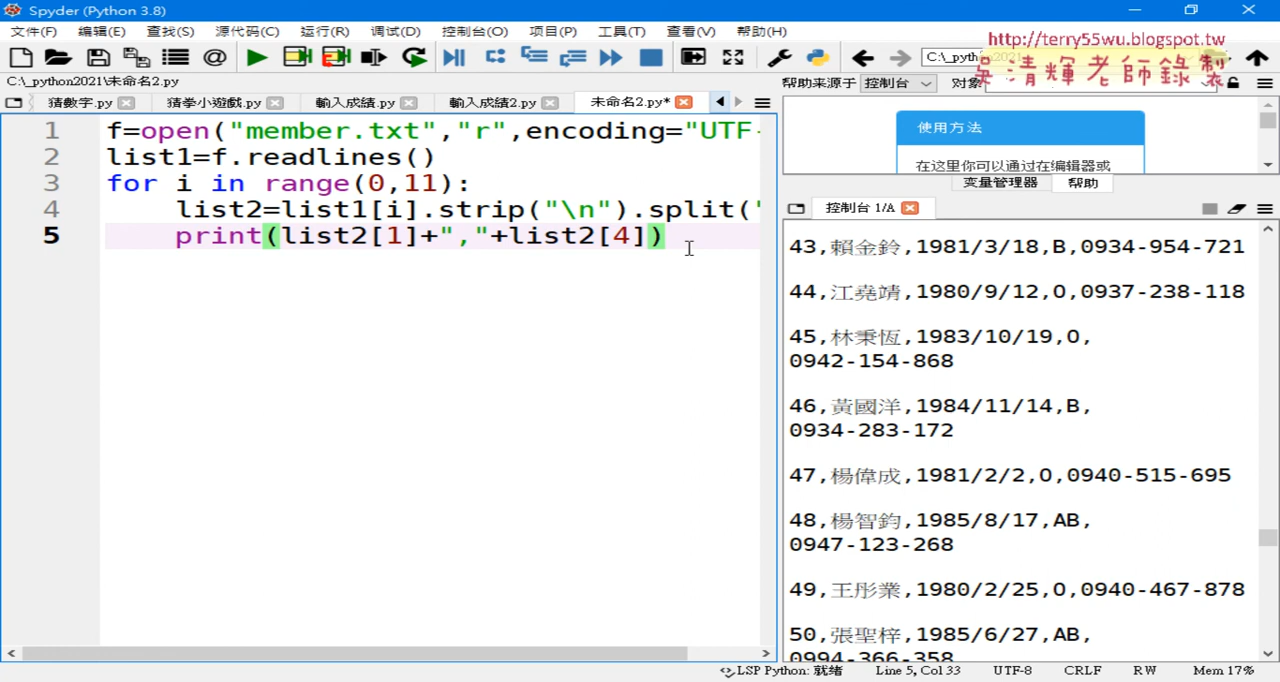 Spyder (Python 3.8)
文件(F) 编辑(E) 查找(S) 源代码(C) 运行(R) 调试(D) 控制台(O) 项目(P) 工具(T) 查看(V) 帮助(H)
http://terry55wu.blogspot.tw
吳清輝老師錄製
C:\_pyth
C:\_python2021\未命名2.py
帮助来源于 控制台 对象
猜數字.py 猜拳小遊戲.py 輸入成績.py 輸入成績2.py 未命名2.py*
1 f=open("member.txt","r",encoding="UTF-
2 list1=f.readlines()
3 for i in range(0,11):
4 list2=list1[i].strip("\n").split("
5 print(list2[1]+","+list2[4])
使用方法
在这里你可以通过在编辑器或
变量管理器 帮助
控制台 1/A
43,賴金鈴,1981/3/18,B,0934-954-721
44,江堯靖,1980/9/12,O,0937-238-118
45,林秉恆,1983/10/19,O,
0942-154-868
46,黃國洋,1984/11/14,B,
0934-283-172
47,楊偉成,1981/2/2,O,0940-515-695
48,楊智鈞,1985/8/17,AB,
0947-123-268
49,王彤業,1980/2/25,O,0940-467-878
50,張聖梓,1985/6/27,AB,
0994-366-358
LSP Python: 就绪 Line 5, Col 33 UTF-8 CRLF RW Mem 17%